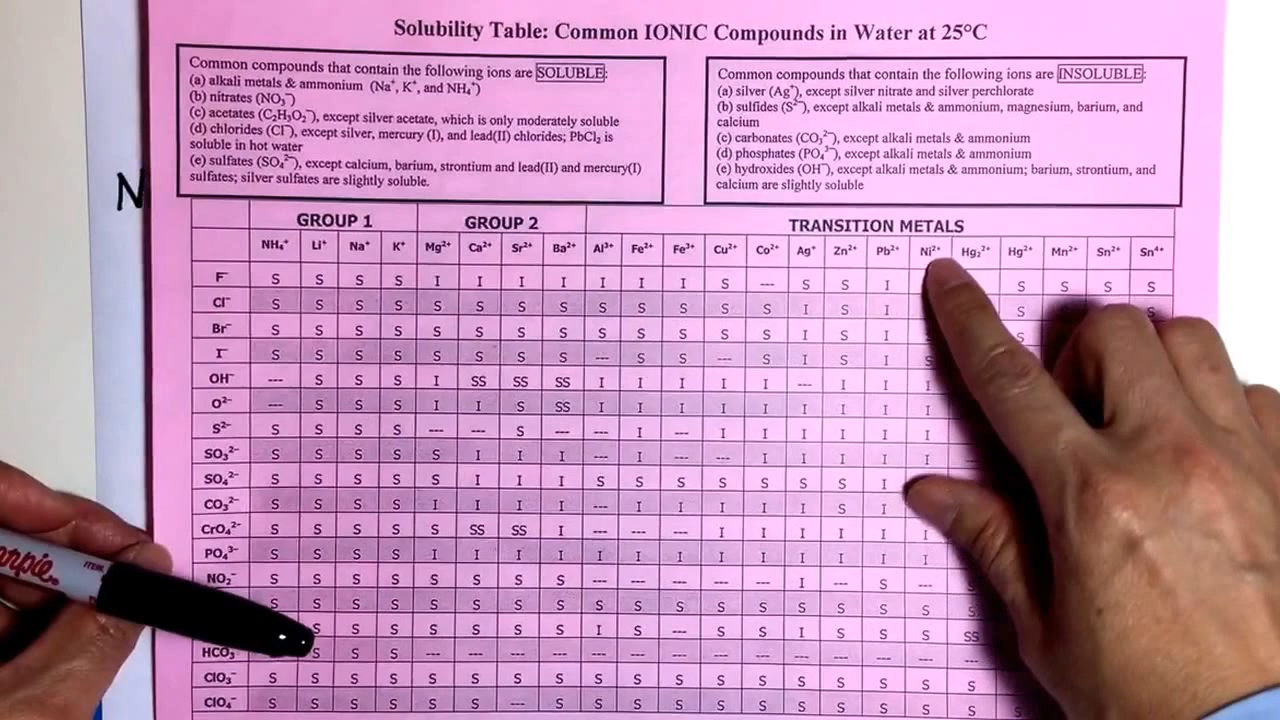 Solubility Table: Common IONIC Compounds in Water at 25°C
Common compounds that contain the following ions are SOLUBLE:
(a) alkali metals & ammonium (Na⁺, K⁺, and NH₄⁺)
(b) nitrates (NO₃⁻)
(c) acetates (C₂H₃O₂⁻), except silver acetate, which is only moderately soluble
(d) chlorides (Cl⁻), except silver, mercury (I), and lead(II) chlorides; PbCl₂ is
soluble in hot water
(e) sulfates (SO₄²⁻), except calcium, barium, strontium and lead(II) and mercury(I)
sulfates; silver sulfates are slightly soluble.
Common compounds that contain the following ions are INSOLUBLE:
(a) silver (Ag⁺), except silver nitrate and silver perchlorate
(b) sulfides (S²⁻), except alkali metals & ammonium, magnesium, barium, and
calcium
(c) carbonates (CO₃²⁻), except alkali metals & ammonium
(d) phosphates (PO₄³⁻), except alkali metals & ammonium
(e) hydroxides (OH⁻), except alkali metals & ammonium; barium, strontium, and
calcium are slightly soluble
GROUP 1 GROUP 2 TRANSITION METALS
NH₄⁺ Li⁺ Na⁺ K⁺ Mg²⁺ Ca²⁺ Sr²⁺ Ba²⁺ Al³⁺ Fe²⁺ Fe³⁺ Cu²⁺ Co²⁺ Ag⁺ Zn²⁺ Pb²⁺ Ni²⁺ Hg₂²⁺ Hg²⁺ Mn²⁺ Sn²⁺ Sn⁴⁺
F⁻ S S S S I I I I I I I S --- S S I S S S S
Cl⁻ S S S S S S S S S S S S S I S I S S
Br⁻ S S S S S S S S S S S S S I S I S
I⁻ S S S S S S S S --- S S --- S I S I S
OH⁻ --- S S S I SS SS SS I I I I I --- I I I
O²⁻ --- S S S I I S SS I I I I I I I I I
S²⁻ S S S S --- --- S --- --- I --- I I I I I I
SO₃²⁻ S S S S S I I I --- I --- --- I I I I I
SO₄²⁻ S S S S S I I I S S S S S S S I
CO₃²⁻ S S S S I I I I --- I I I I I S I
CrO₄²⁻ S S S S S SS SS I --- --- --- I I I I I I
PO₄³⁻ S S S S I I I I I I I I I I I I I
NO₂⁻ S S S S S S S S --- --- --- --- --- I --- S ---
S S S S S S S S S S S S S S S S S S
S S S S S S S I S --- S S I S S S SS
HCO₃ S S S --- --- --- --- --- --- --- --- --- --- --- --- --- ---
ClO₃⁻ S S S S S S S S S S S S S S S S S S
ClO₄⁻ S S S S S S --- S S S S S S S S S S S S
arpie.